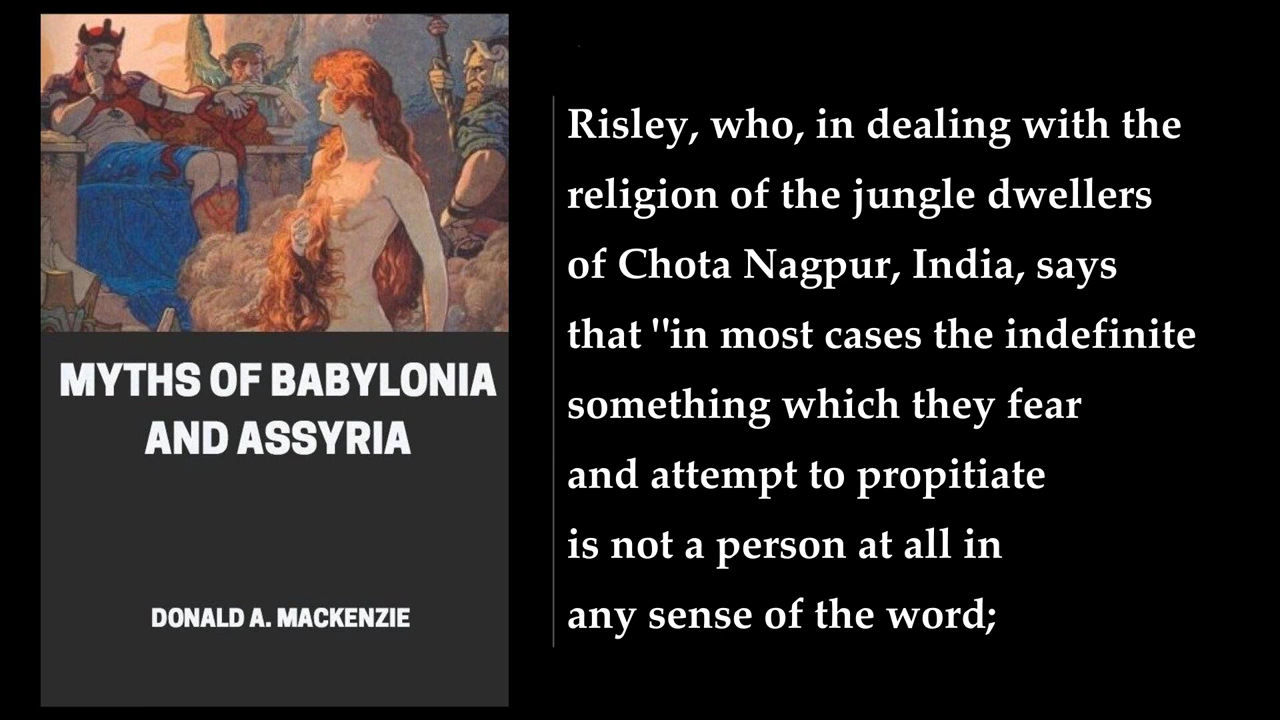 MYTHS OF BABYLONIA
AND ASSYRIA
DONALD A. MACKENZIE
Risley, who, in dealing with the
religion of the jungle dwellers
of Chota Nagpur, India, says
that "in most cases the indefinite
something which they fear
and attempt to propitiate
is not a person at all in
any sense of the word;